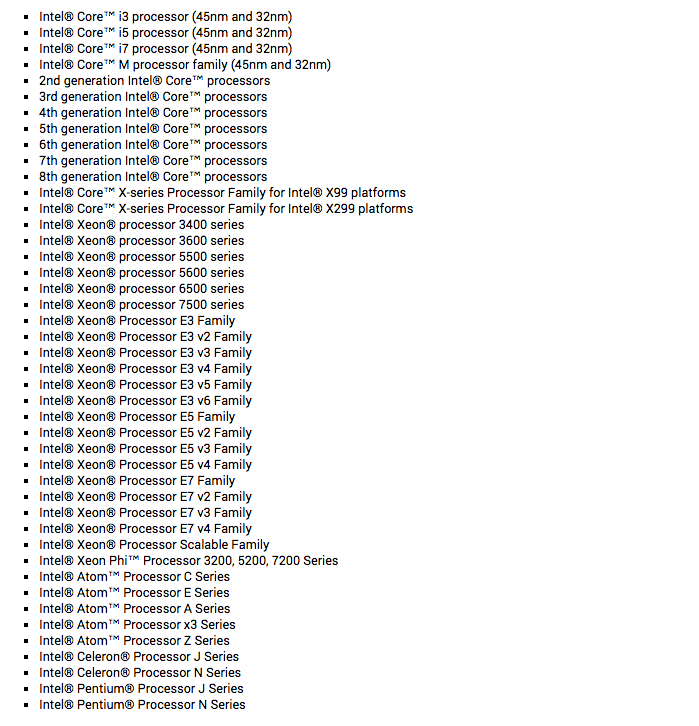 Intel® Core™ i3 processor (45nm and 32nm)
Intel® Core™ i5 processor (45nm and 32nm)
Intel® Core™ i7 processor (45nm and 32nm)
Intel® Core™ M processor family (45nm and 32nm)
2nd generation Intel® Core™ processors
3rd generation Intel® Core™ processors
4th generation Intel® Core™ processors
5th generation Intel® Core™ processors
6th generation Intel® Core™ processors
7th generation Intel® Core™ processors
8th generation Intel® Core™ processors
Intel® Core™ X-series Processor Family for Intel® X99 platforms
Intel® Core™ X-series Processor Family for Intel® X299 platforms
Intel® Xeon® processor 3400 series
Intel® Xeon® processor 3600 series
Intel® Xeon® processor 5500 series
Intel® Xeon® processor 5600 series
Intel® Xeon® processor 6500 series
Intel® Xeon® processor 7500 series
Intel® Xeon® Processor E3 Family
Intel® Xeon® Processor E3 v2 Family
Intel® Xeon® Processor E3 v3 Family
Intel® Xeon® Processor E3 v4 Family
Intel® Xeon® Processor E3 v5 Family
Intel® Xeon® Processor E3 v6 Family
Intel® Xeon® Processor E5 Family
Intel® Xeon® Processor E5 v2 Family
Intel® Xeon® Processor E5 v3 Family
Intel® Xeon® Processor E5 v4 Family
Intel® Xeon® Processor E7 Family
Intel® Xeon® Processor E7 v2 Family
Intel® Xeon® Processor E7 v3 Family
Intel® Xeon® Processor E7 v4 Family
Intel® Xeon® Processor Scalable Family
Intel® Xeon Phi™ Processor 3200, 5200, 7200 Series
Intel® Atom™ Processor C Series
Intel® Atom™ Processor E Series
Intel® Atom™ Processor A Series
Intel® Atom™ Processor x3 Series
Intel® Atom™ Processor Z Series
Intel® Celeron® Processor J Series
Intel® Celeron® Processor N Series
Intel® Pentium® Processor J Series
Intel® Pentium® Processor N Series